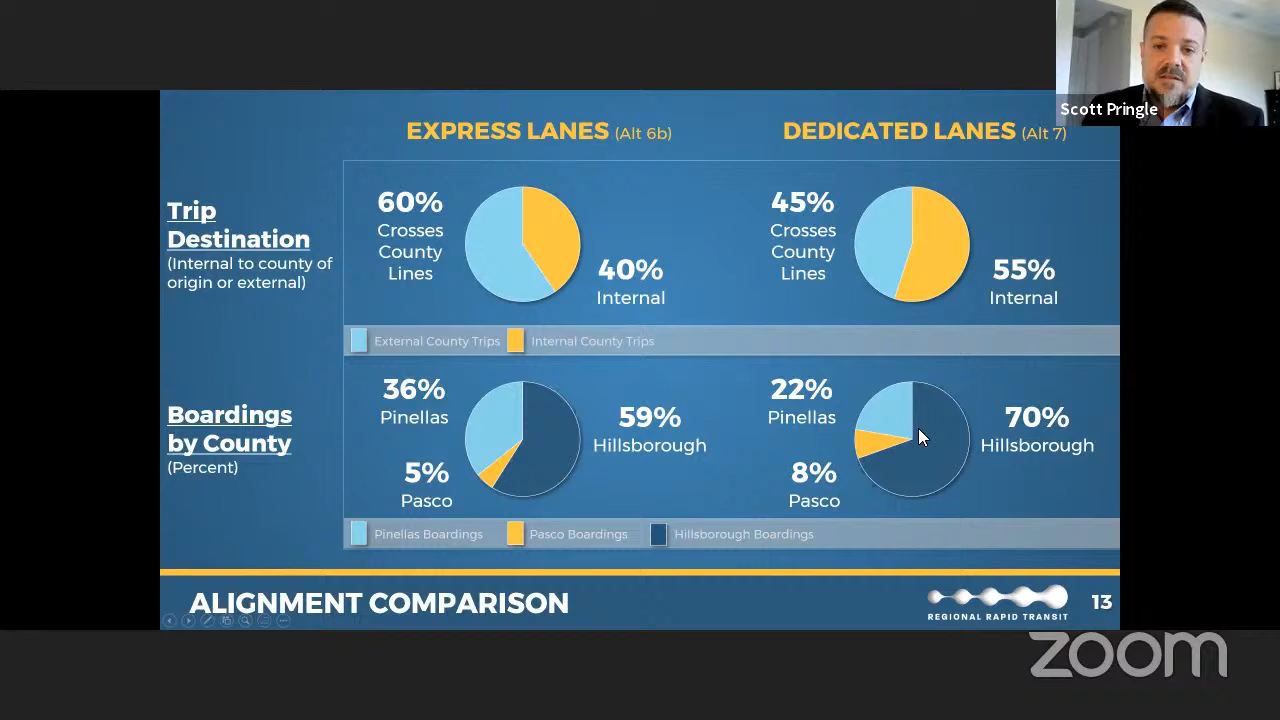 Scott Pringle
EXPRESS LANES (Alt 6b)
DEDICATED LANES (Alt 7)
Trip
Destination
(Internal to county of
origin or external)
60%
Crosses
County
Lines
40%
Internal
45%
Crosses
County
Lines
55%
Internal
External County Trips
Internal County Trips
Boardings
by County
(Percent)
36%
Pinellas
59%
Hillsborough
5%
Pasco
22%
Pinellas
70%
Hillsborough
8%
Pasco
Pinellas Boardings
Pasco Boardings
Hillsborough Boardings
ALIGNMENT COMPARISON
REGIONAL RAPID TRANSIT
13
zoom